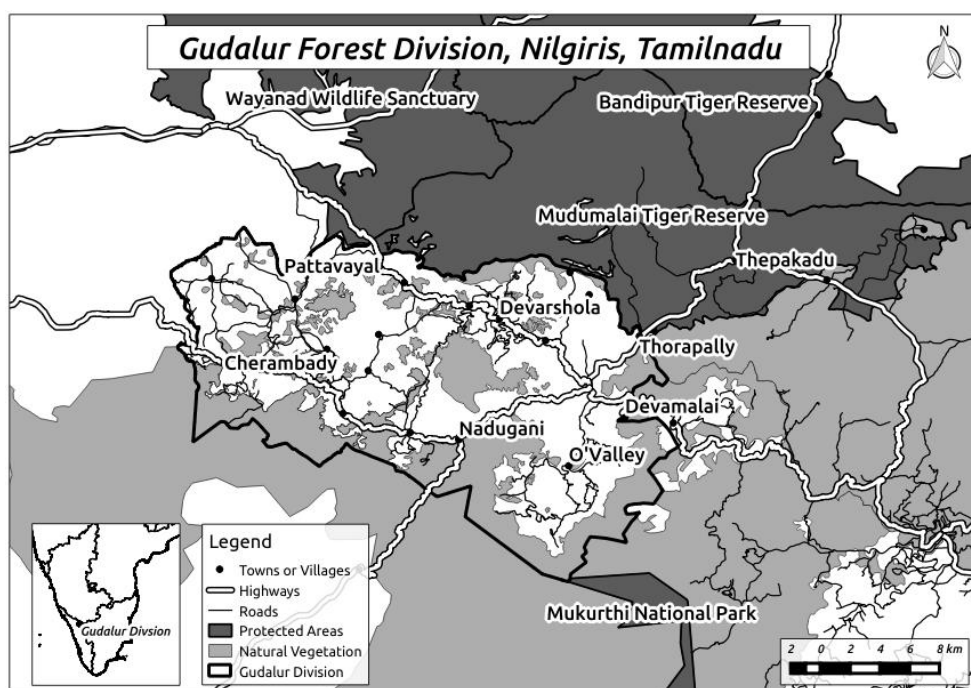 Gudalur Forest Division, Nilgiris, Tamilnadu
N
Wayanad Wildlife Sanctuary
Bandipur Tiger Reserve
Mudumalai Tiger Reserve
Pattavayal
Thepakadu
Devarshola
Cherambady
Thorapally
Devamalai
Nadugani
O'Valley
Mukurthi National Park
Gudalur Divsion
Legend
Towns or Villages
Highways
Roads
Protected Areas
Natural Vegetation
Gudalur Division
2 0 2 4 6 8 km